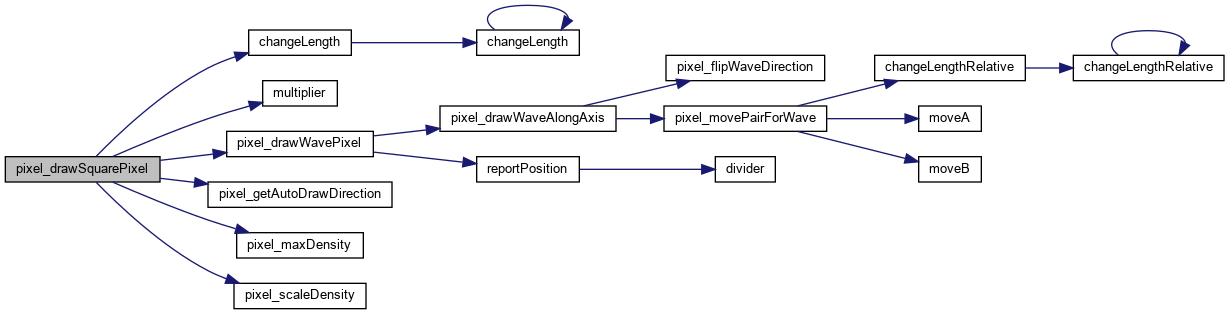 pixel_drawSquarePixel
changeLength
changeLength
multiplier
pixel_drawWavePixel
pixel_drawWaveAlongAxis
pixel_flipWaveDirection
pixel_movePairForWave
changeLengthRelative
changeLengthRelative
moveA
moveB
reportPosition
divider
pixel_getAutoDrawDirection
pixel_maxDensity
pixel_scaleDensity